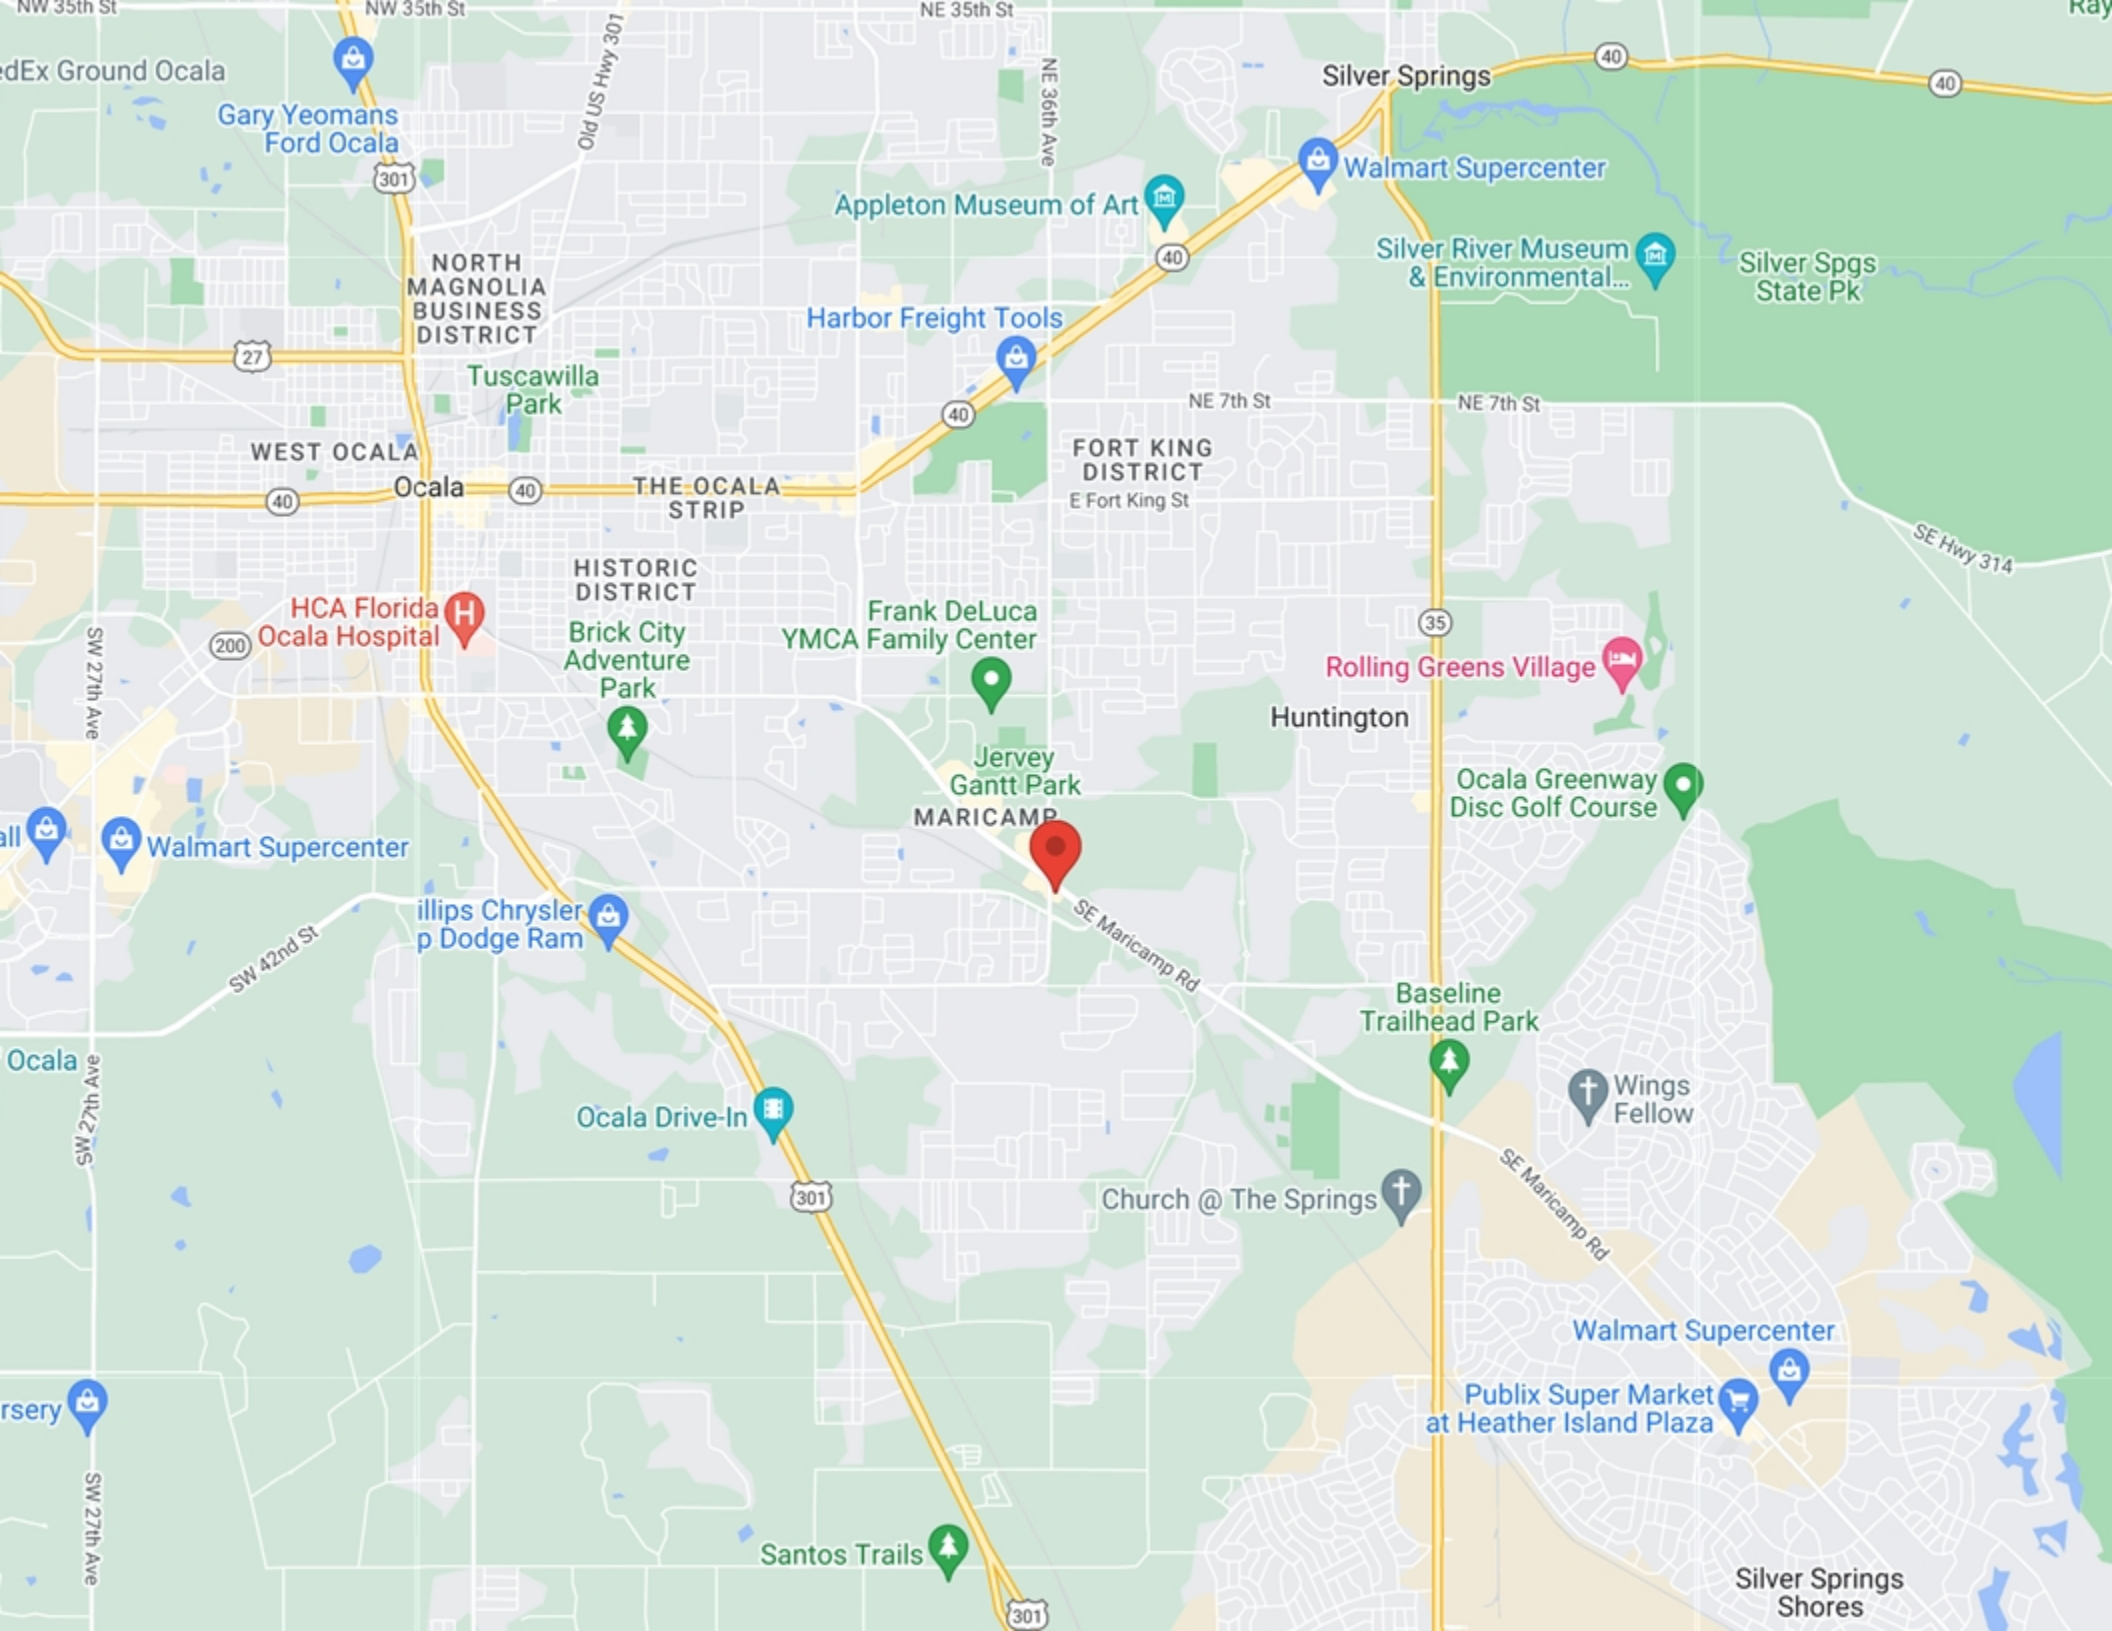 NW 35th St
NW 35th St
NE 35th St
Ray
edEx Ground Ocala
Old US Hwy 301
NE 36th Ave
Silver Springs
40
40
Gary Yeomans
Ford Ocala
301
Walmart Supercenter
Appleton Museum of Art
40
Silver River Museum
& Environmental...
Silver Spgs
State Pk
NORTH
MAGNOLIA
BUSINESS
DISTRICT
Harbor Freight Tools
27
Tuscawilla
Park
40
NE 7th St
NE 7th St
WEST OCALA
FORT KING
DISTRICT
Ocala
40
40
THE OCALA
STRIP
E Fort King St
SE Hwy 314
HISTORIC
DISTRICT
HCA Florida
Ocala Hospital
200
Frank DeLuca
YMCA Family Center
35
Brick City
Adventure
Park
SW 27th Ave
Rolling Greens Village
Huntington
Jervey
Gantt Park
Ocala Greenway
Disc Golf Course
MARICAMP
all
Walmart Supercenter
illips Chrysler
p Dodge Ram
SW 42nd St
SE Maricamp Rd
Baseline
Trailhead Park
Ocala
SW 27th Ave
Wings
Fellow
Ocala Drive-In
SE Maricamp Rd
301
Church @ The Springs
Walmart Supercenter
Publix Super Market
at Heather Island Plaza
rsery
SW 27th Ave
Santos Trails
Silver Springs
Shores
301